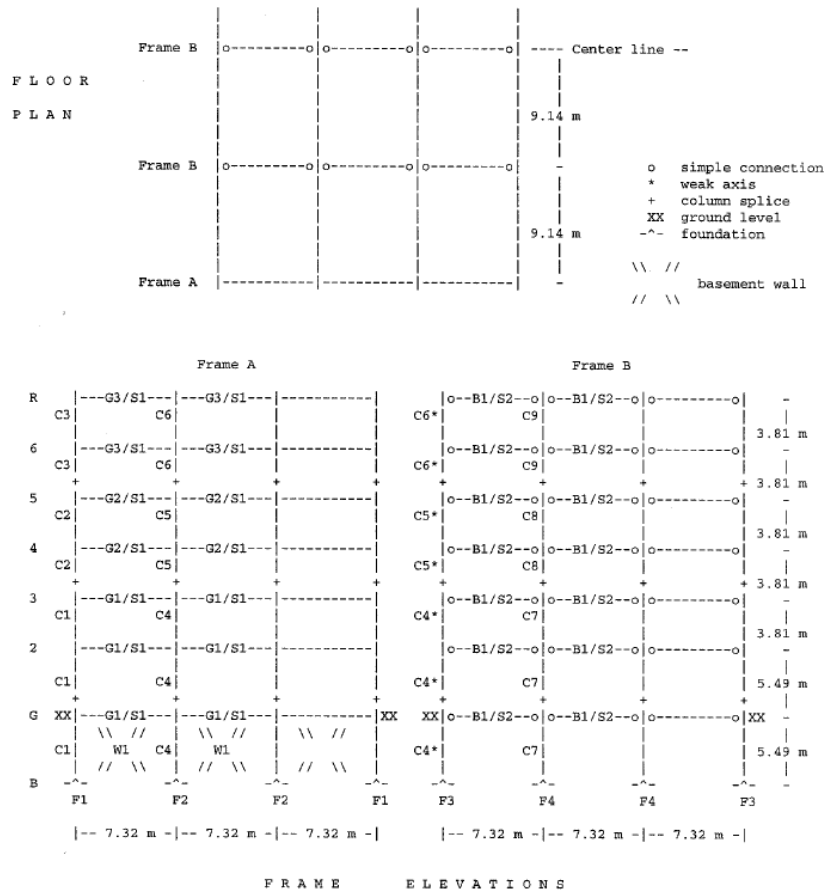 Frame B |o---------o|o---------o|o---------o| ---- Center line --
F L O O R
P L A N
9.14 m
Frame B |o---------o|o---------o|o---------o| -
o simple connection
* weak axis
+ column splice
XX ground level
-^- foundation
9.14 m
\\ //
basement wall
// \\
Frame A |-----------------------------| -
Frame A Frame B
R |---G3/S1---|---G3/S1---|-----------| |o--B1/S2--o|o--B1/S2--o|o---------o| -
C3| C6| C6*| C9|
3.81 m
6 |---G3/S1---|---G3/S1---|-----------| |o--B1/S2--o|o--B1/S2--o|o---------o| -
C3| C6| C6*| C9|
+ + + + + + + + 3.81 m
5 |---G2/S1---|---G2/S1---|-----------| |o--B1/S2--o|o--B1/S2--o|o---------o| -
C2| C5| C5*| C8|
3.81 m
4 |---G2/S1---|---G2/S1---|-----------| |o--B1/S2--o|o--B1/S2--o|o---------o| -
C2| C5| C5*| C8|
+ + + + + + + + 3.81 m
3 |---G1/S1---|---G1/S1---|-----------| |o--B1/S2--o|o--B1/S2--o|o---------o| -
C1| C4| C4*| C7|
3.81 m
2 |---G1/S1---|---G1/S1---|-----------| |o--B1/S2--o|o--B1/S2--o|o---------o| -
C1| C4| C4*| C7| 5.49 m
+ + + + + + + +
G XX|---G1/S1---|---G1/S1---|-----------|XX XX|o--B1/S2--o|o--B1/S2--o|o---------o|XX -
\\ // \\ // \\ //
C1| W1 C4| W1 C4*| C7| 5.49 m
// \\ // \\ // \\
B -^- -^- -^- -^- -^- -^- -^- -^- -
F1 F2 F2 F1 F3 F4 F4 F3
|-- 7.32 m -|-- 7.32 m -|-- 7.32 m -| |-- 7.32 m -|-- 7.32 m -|-- 7.32 m -|
F R A M E E L E V A T I O N S